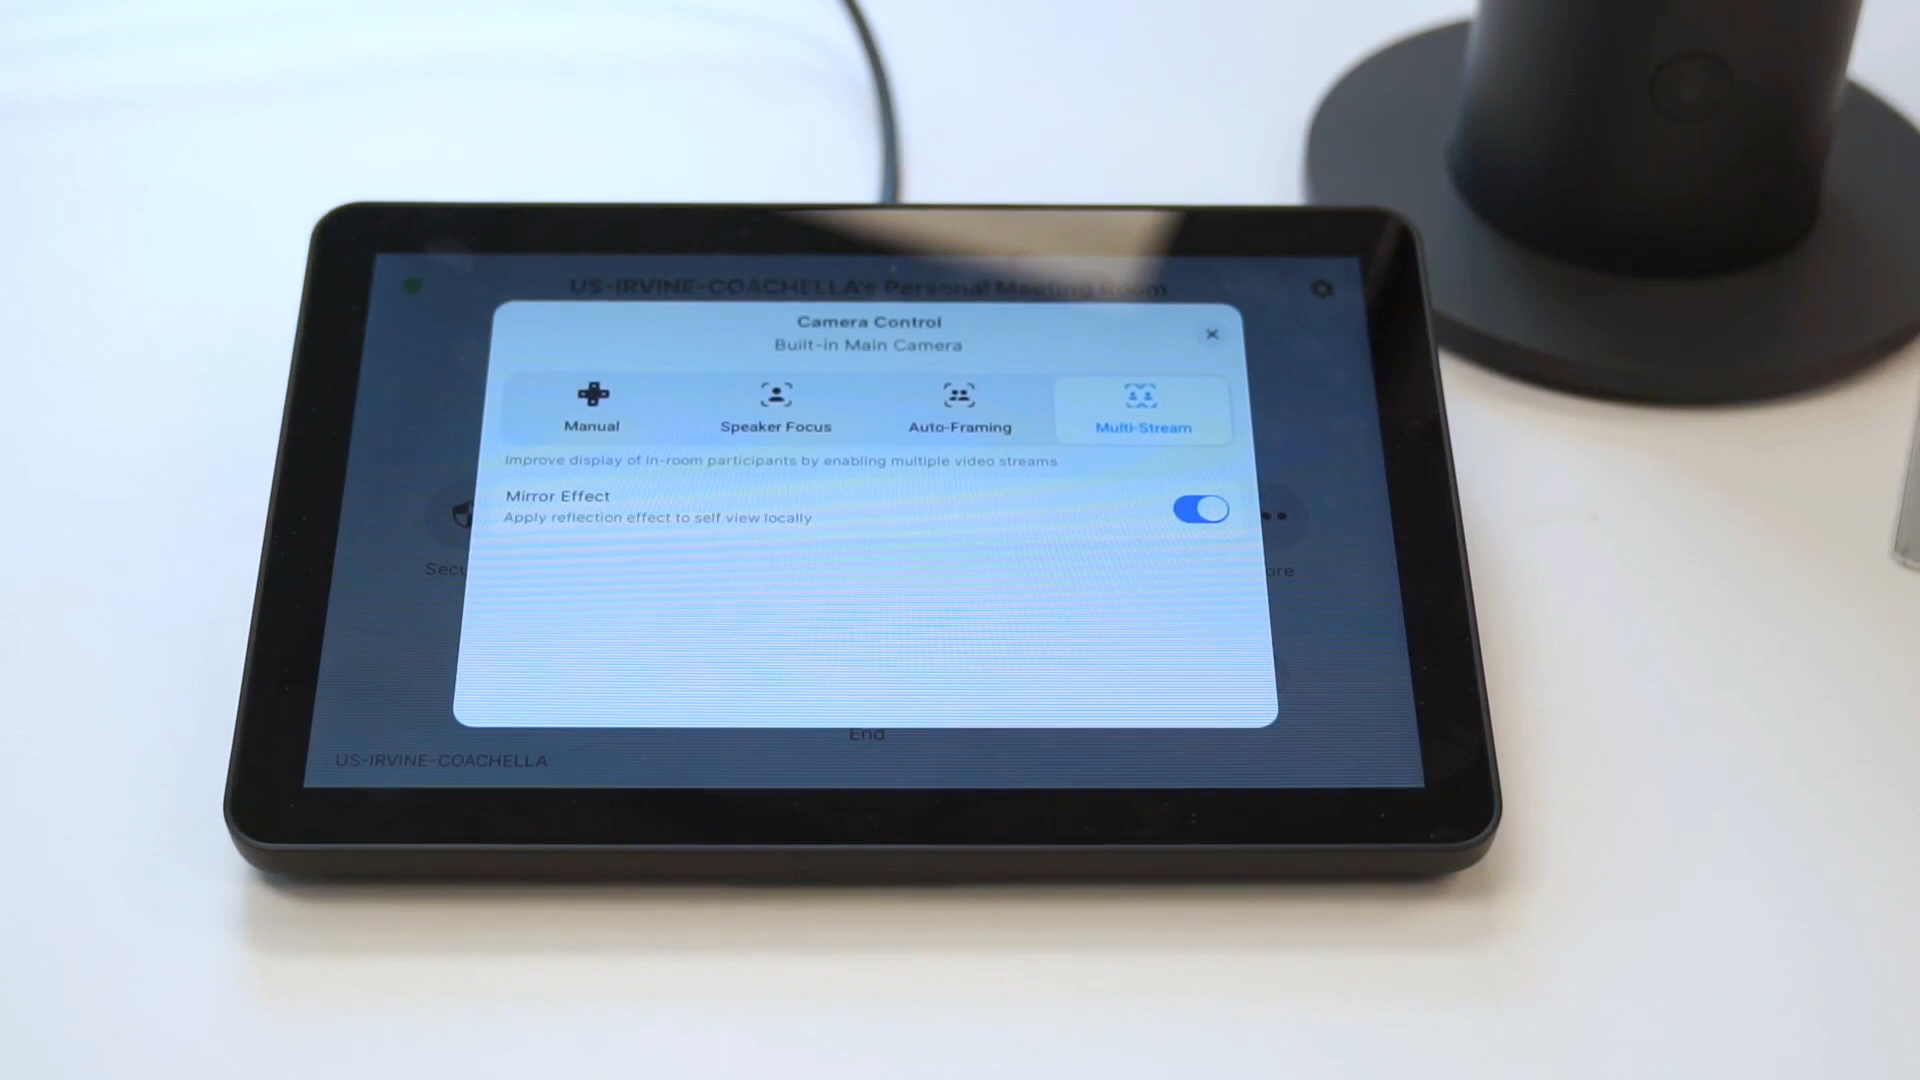 US-IRVINE-COACHELLA's Personal Meeting Room
Camera Control
Built-in Main Camera
Manual
Speaker Focus
Auto-Framing
Multi-Stream
Improve display of in-room participants by enabling multiple video streams
Mirror Effect
Apply reflection effect to self view locally
Secu
ore
End
US-IRVINE-COACHELLA